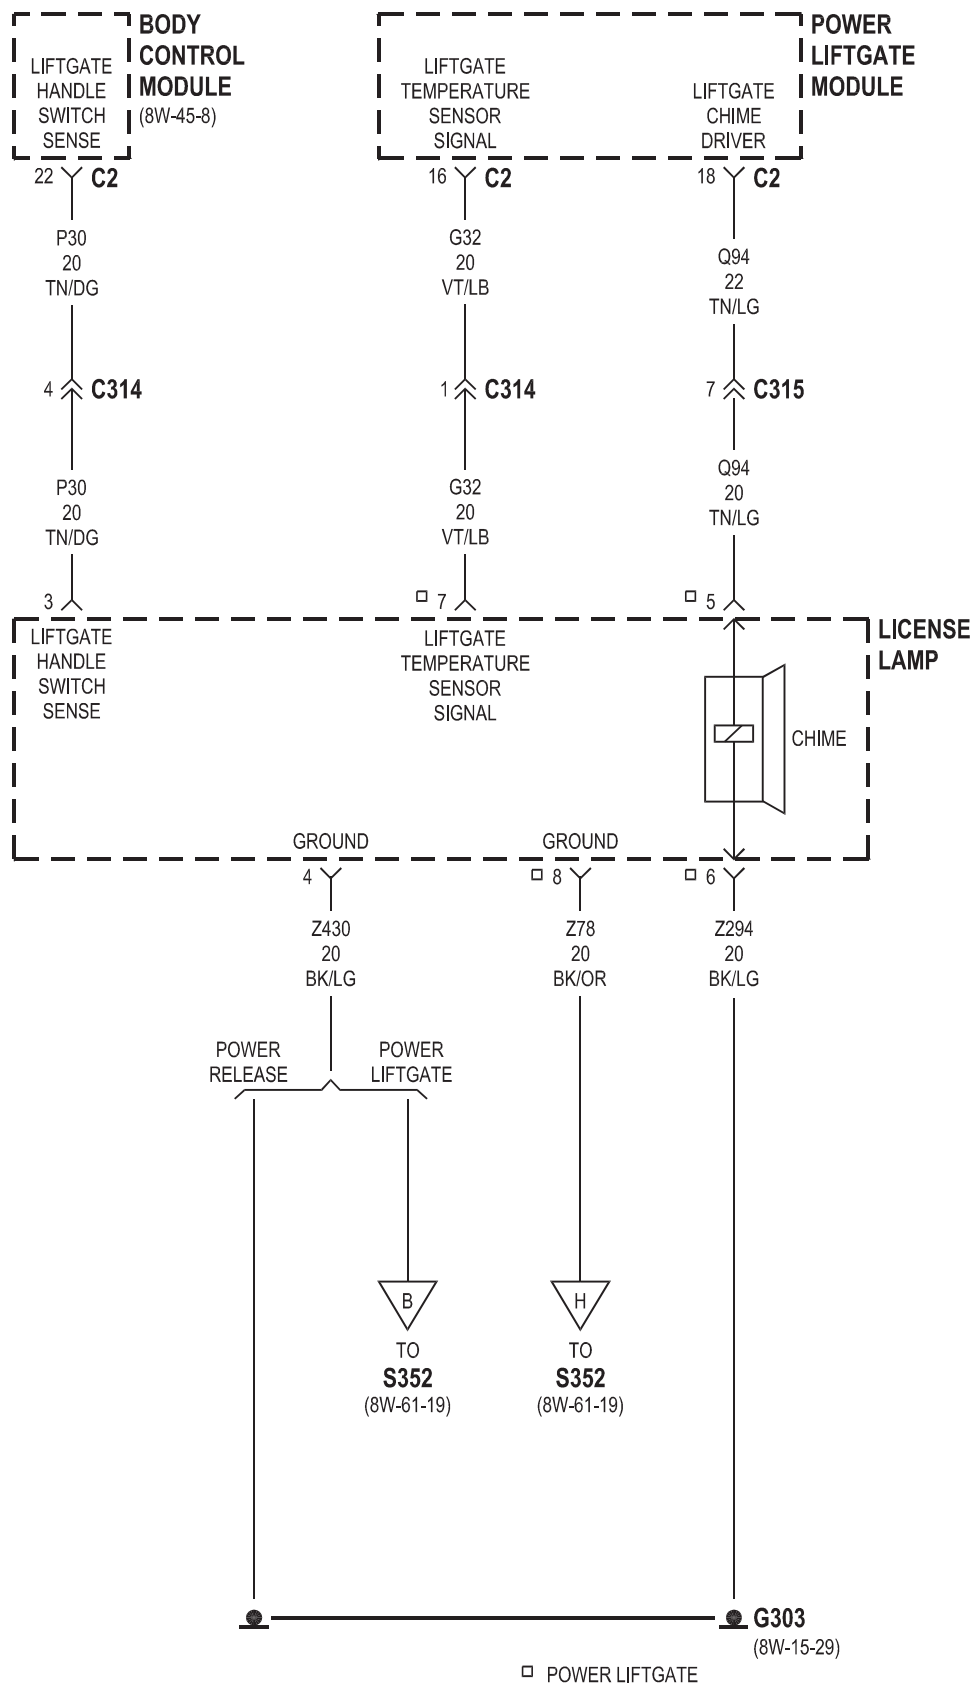 BODY
CONTROL
MODULE
(8W-45-8)
LIFTGATE
HANDLE
SWITCH
SENSE
POWER
LIFTGATE
MODULE
LIFTGATE
TEMPERATURE
SENSOR
SIGNAL
LIFTGATE
CHIME
DRIVER
22 C2
16 C2
18 C2
P30
20
TN/DG
G32
20
VT/LB
Q94
22
TN/LG
4 C314
1 C314
7 C315
P30
20
TN/DG
G32
20
VT/LB
Q94
20
TN/LG
3
7
5
LICENSE
LAMP
LIFTGATE
HANDLE
SWITCH
SENSE
LIFTGATE
TEMPERATURE
SENSOR
SIGNAL
CHIME
GROUND
GROUND
4
8
6
Z430
20
BK/LG
Z78
20
BK/OR
Z294
20
BK/LG
POWER
RELEASE
POWER
LIFTGATE
B
TO
S352
(8W-61-19)
H
TO
S352
(8W-61-19)
G303
(8W-15-29)
POWER LIFTGATE